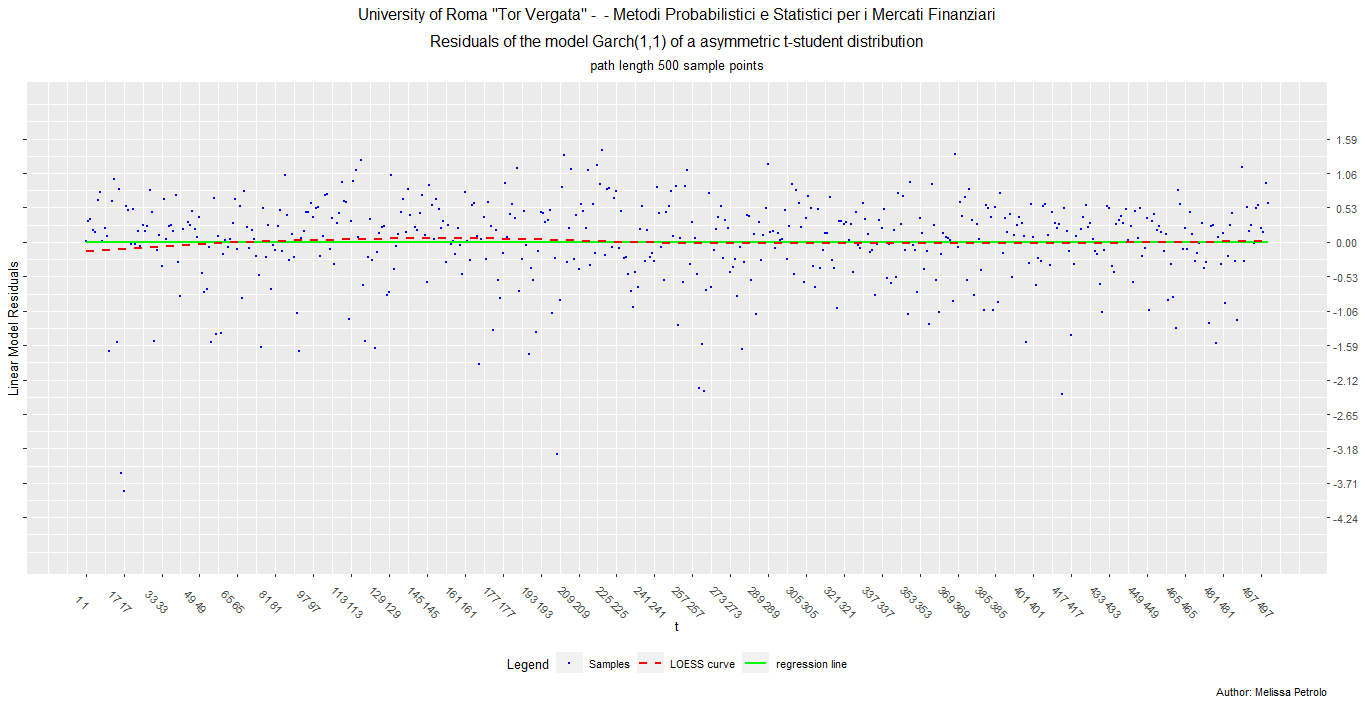 University of Roma "Tor Vergata" - - Metodi Probabilistici e Statistici per i Mercati Finanziari
Residuals of the model Garch(1,1) of a asymmetric t-student distribution
path length 500 sample points
Linear Model Residuals
1.59
1.06
0.53
0.00
-0.53
-1.06
-1.59
-2.12
-2.65
-3.18
-3.71
-4.24
1 1 17 17 33 33 49 49 65 65 81 81 97 97 113 113 129 129 145 145 161 161 177 177 193 193 209 209 225 225 241 241 257 257 273 273 289 289 305 305 321 321 337 337 353 353 369 369 385 385 401 401 417 417 433 433 449 449 465 465 481 481 497 497
t
Legend Samples LOESS curve regression line
Author: Melissa Petrolo